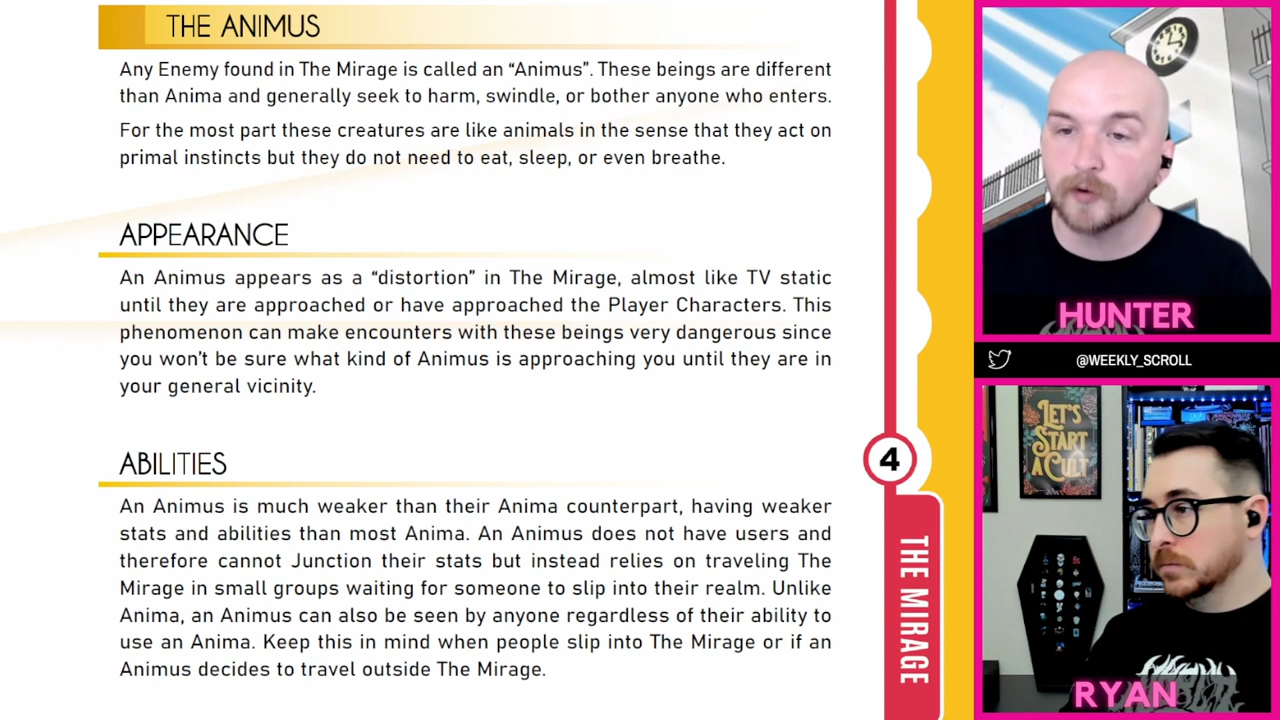 THE ANIMUS
Any Enemy found in The Mirage is called an “Animus”. These beings are different
than Anima and generally seek to harm, swindle, or bother anyone who enters.
For the most part these creatures are like animals in the sense that they act on
primal instincts but they do not need to eat, sleep, or even breathe.
APPEARANCE
An Animus appears as a “distortion” in The Mirage, almost like TV static
until they are approached or have approached the Player Characters. This
phenomenon can make encounters with these beings very dangerous since
you won’t be sure what kind of Animus is approaching you until they are in
your general vicinity.
ABILITIES
An Animus is much weaker than their Anima counterpart, having weaker
stats and abilities than most Anima. An Animus does not have users and
therefore cannot Junction their stats but instead relies on traveling The
Mirage in small groups waiting for someone to slip into their realm. Unlike
Anima, an Animus can also be seen by anyone regardless of their ability to
use an Anima. Keep this in mind when people slip into The Mirage or if an
Animus decides to travel outside The Mirage.
4
THE MIRAGE
HUNTER
@WEEKLY_SCROLL
LET'S
START
A CULT
RYAN